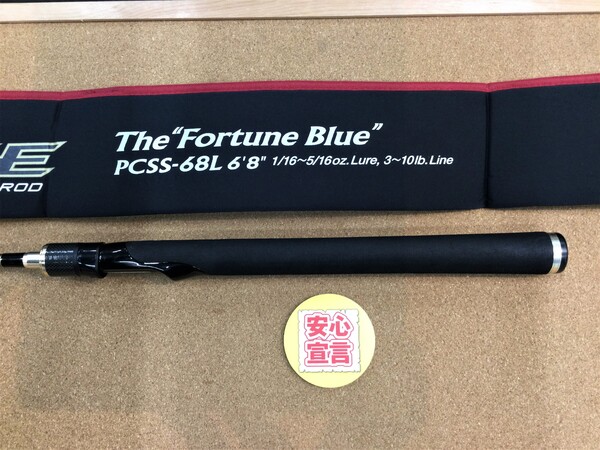 The "Fortune Blue"
PCSS-68L 6'8" 1/16~5/16oz.Lure, 3~10lb.Line
E
ROD
安心
宣言